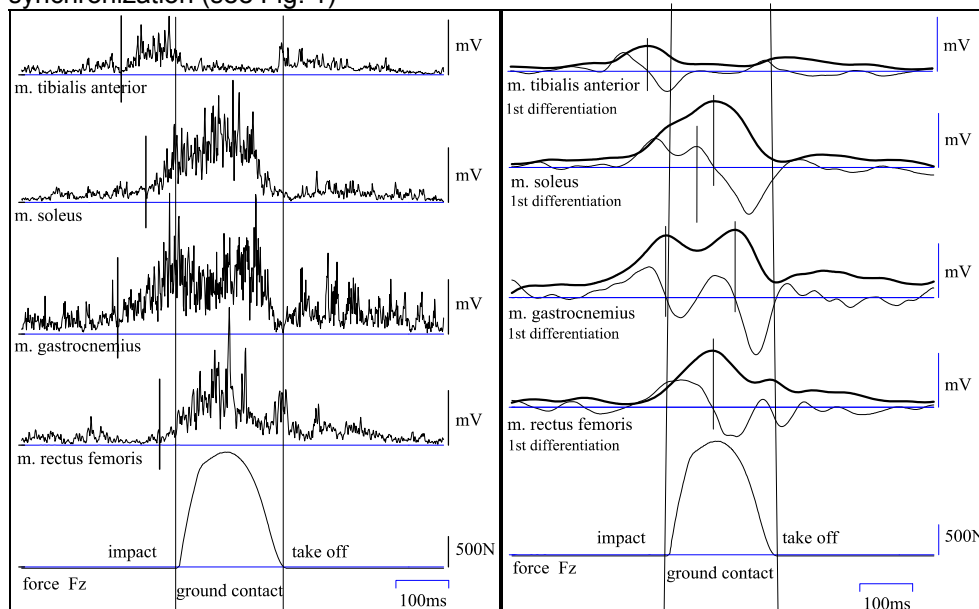 synchronization (see Fig. 1)
mV
m. tibialis anterior
mV
m. soleus
mV
m. gastrocnemius
mV
m. rectus femoris
impact
take off
500N
force Fz
ground contact
100ms
mV
m. tibialis anterior
1st differentiation
mV
m. soleus
1st differentiation
mV
m. gastrocnemius
1st differentiation
mV
m. rectus femoris
1st differentiation
impact
take off
500N
force Fz
ground contact
100ms